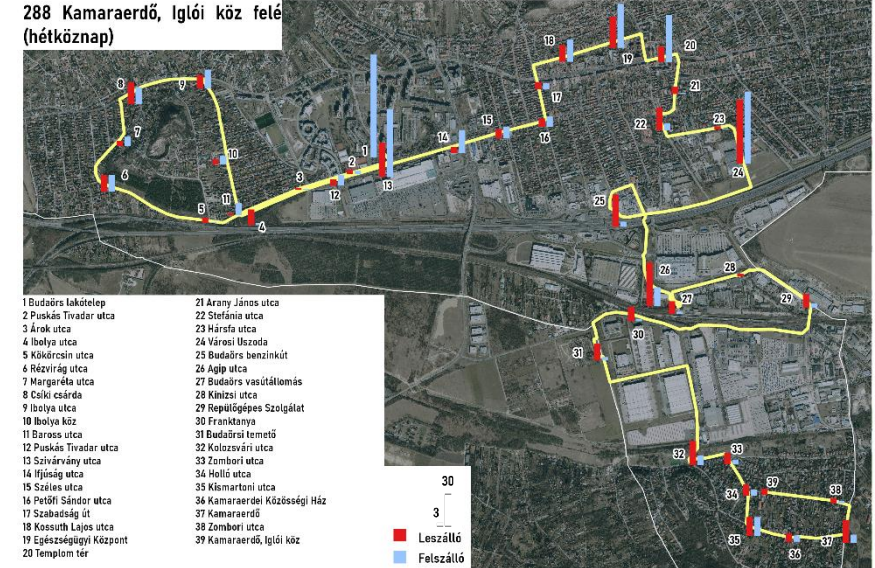 288 Kamaraerdő, Iglói köz felé
(hétköznap)
1
2
3
4
5
6
7
8
9
10
11
12
13
14
15
16
17
18
19
20
21
22
23
24
25
26
27
28
29
30
31
32
33
34
35
36
37
38
39
1 Budaörs lakótelep
2 Puskás Tivadar utca
3 Árok utca
4 Ibolya utca
5 Kökörcsin utca
6 Rézvirág utca
7 Margaréta utca
8 Csíki csárda
9 Ibolya utca
10 Ibolya köz
11 Baross utca
12 Puskás Tivadar utca
13 Szivárvány utca
14 Ifjúság utca
15 Széles utca
16 Petőfi Sándor utca
17 Szabadság út
18 Kossuth Lajos utca
19 Egészségügyi Központ
20 Templom tér
21 Arany János utca
22 Stefánia utca
23 Hársfa utca
24 Városi Uszoda
25 Budaörs benzinkút
26 Agip utca
27 Budaörs vasútállomás
28 Kinizsi utca
29 Repülőgépes Szolgálat
30 Franktanya
31 Budaörsi temető
32 Kolozsvári utca
33 Zombori utca
34 Holló utca
35 Kismartoni utca
36 Kamaraerdei Közösségi Ház
37 Kamaraerdő
38 Zombori utca
39 Kamaraerdő, Iglói köz
30
3
Leszálló
Felszálló